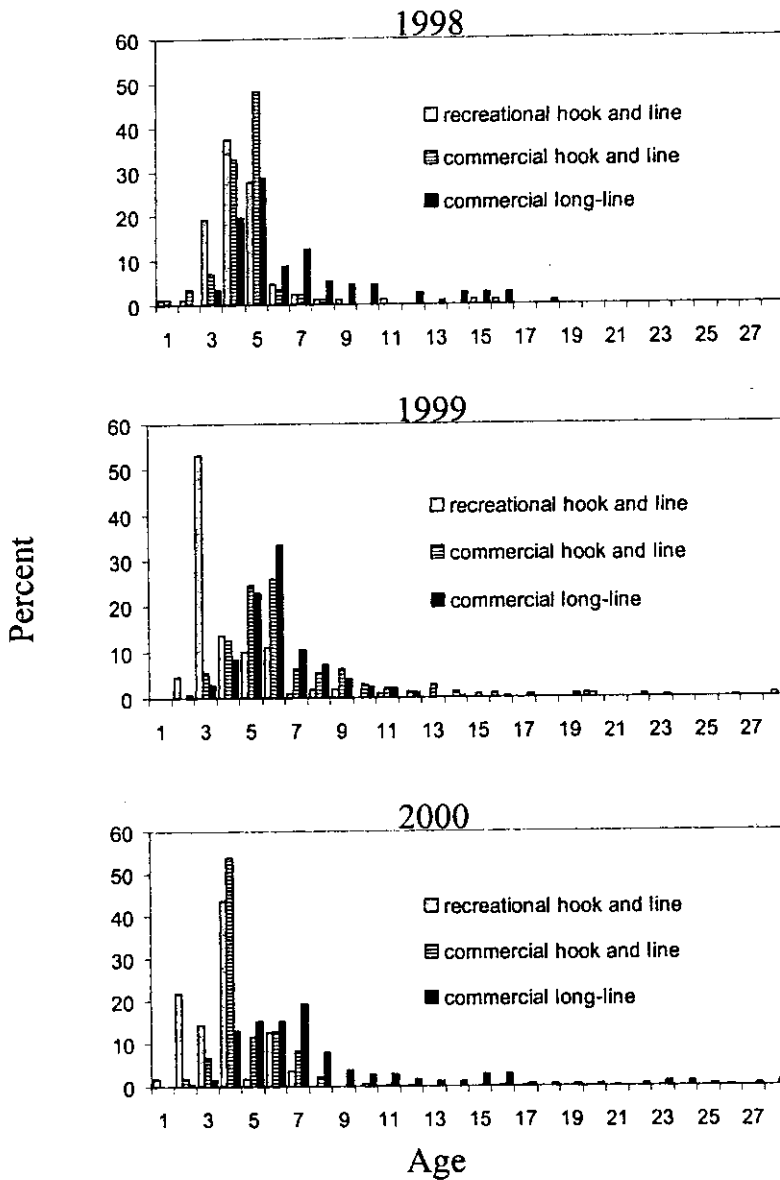 1998
60
50
40
30
20
10
0
recreational hook and line
commercial hook and line
commercial long-line
1 3 5 7 9 11 13 15 17 19 21 23 25 27
1999
60
50
40
30
20
10
0
recreational hook and line
commercial hook and line
commercial long-line
1 3 5 7 9 11 13 15 17 19 21 23 25 27
Percent
2000
60
50
40
30
20
10
0
recreational hook and line
commercial hook and line
commercial long-line
1 3 5 7 9 11 13 15 17 19 21 23 25 27
Age